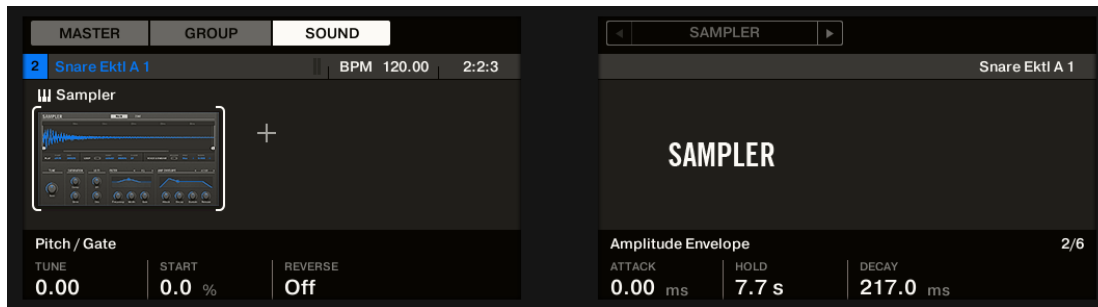 MASTER GROUP SOUND
2 Snare Ektl A 1 BPM 120.00 2:2:3
Sampler
SAMPLER
+
Pitch / Gate
TUNE START REVERSE
0.00 0.0 % Off
SAMPLER
Snare Ektl A 1
SAMPLER
Amplitude Envelope 2/6
ATTACK HOLD DECAY
0.00 ms 7.7 s 217.0 ms